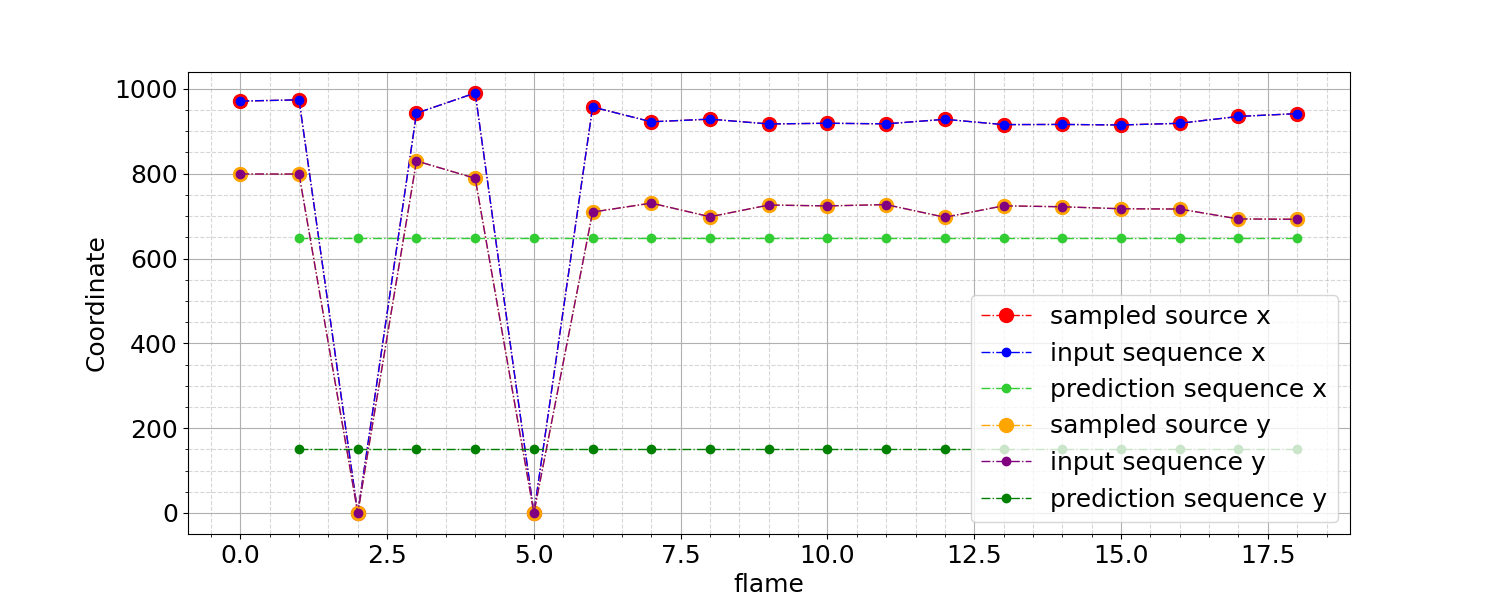 1000
800
600
400
200
0
Coordinate
0.0 2.5 5.0 7.5 10.0 12.5 15.0 17.5
flame
sampled source x
input sequence x
prediction sequence x
sampled source y
input sequence y
prediction sequence y